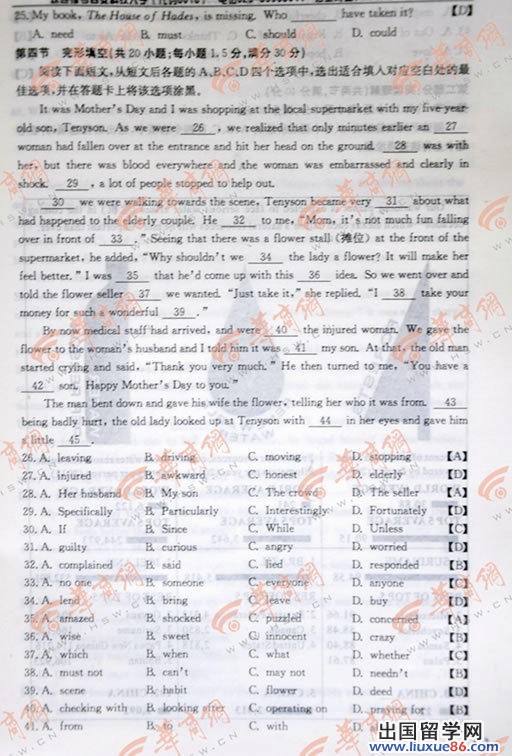 25. My book, The House of Hades, is missing. Who ____ have taken it? 【D】
A. need B. must C. should D. could
第四节 完形填空(共20小题;每小题1.5分,满分30分)
阅读下面短文,从短文后各题的A、B、C、D四个选项中,选出适合填入对应空白处的最
佳选项,并在答题卡上将该选项涂黑。
It was Mother's Day and I was shopping at the local supermarket with my five-year-
old son, Tenyson. As we were 26 , we realized that only minutes earlier an 27
woman had fallen over at the entrance and hit her head on the ground. 28 was with
her, but there was blood everywhere and the woman was embarrassed and clearly in
shock. 29 , a lot of people stopped to help out.
30 we were walking towards the scene, Tenyson became very 31 about what
had happened to the elderly couple. He 32 to me, "Mom, it's not much fun falling
over in front of 33 ." Seeing that there was a flower stall (摊位) at the front of the
supermarket, he added, "Why shouldn't we 34 the lady a flower? It will make her
feel better." I was 35 that he'd come up with this 36 idea. So we went over and
told the flower seller 37 we wanted. "Just take it," she replied. "I 38 take your
money for such a wonderful 39 ."
By now medical staff had arrived, and were 40 the injured woman. We gave the
flower to the woman's husband and I told him it was 41 my son. At that, the old man
started crying and said, "Thank you very much." He then turned to me, "You have a
42 son. Happy Mother's Day to you."
The man bent down and gave his wife the flower, telling her who it was from. 43
being badly hurt, the old lady looked up at Tenyson with 44 in her eyes and gave him
a little 45 .
26. A. leaving B. driving C. moving D. stopping 【A】
27. A. injured B. awkward C. honest D. elderly 【D】
28. A. Her husband B. My son C. The crowd D. The seller 【A】
29. A. Specifically B. Particularly C. Interestingly D. Fortunately 【D】
30. A. If B. Since C. While D. Unless 【C】
31. A. guilty B. curious C. angry D. worried 【D】
32. A. complained B. said C. lied D. responded 【B】
33. A. no one B. someone C. everyone D. anyone 【C】
34. A. lend B. bring C. leave D. buy 【D】
35. A. amazed B. shocked C. puzzled D. concerned 【A】
36. A. wise B. sweet C. innocent D. crazy 【B】
37. A. which B. when C. what D. whether 【C】
38. A. must not B. can't C. may not D. needn't 【B】
39. A. scene B. habit C. flower D. deed 【D】
40. A. checking with B. looking after C. operating on D. praying for 【B】
41. A. from B. to C. with
华育网
出国留学网
www.liuxue86.com